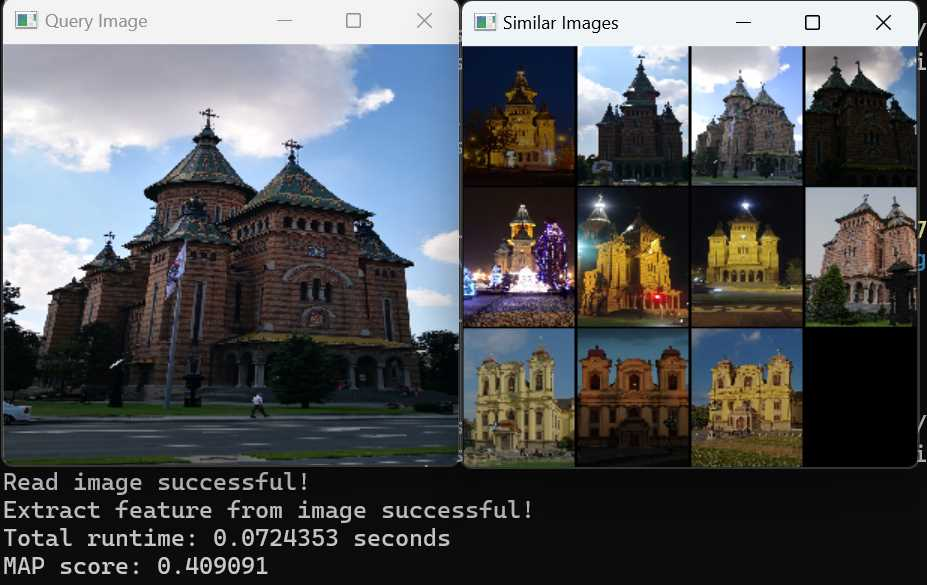 Query Image
Similar Images
Read image successful!
Extract feature from image successful!
Total runtime: 0.0724353 seconds
MAP score: 0.409091